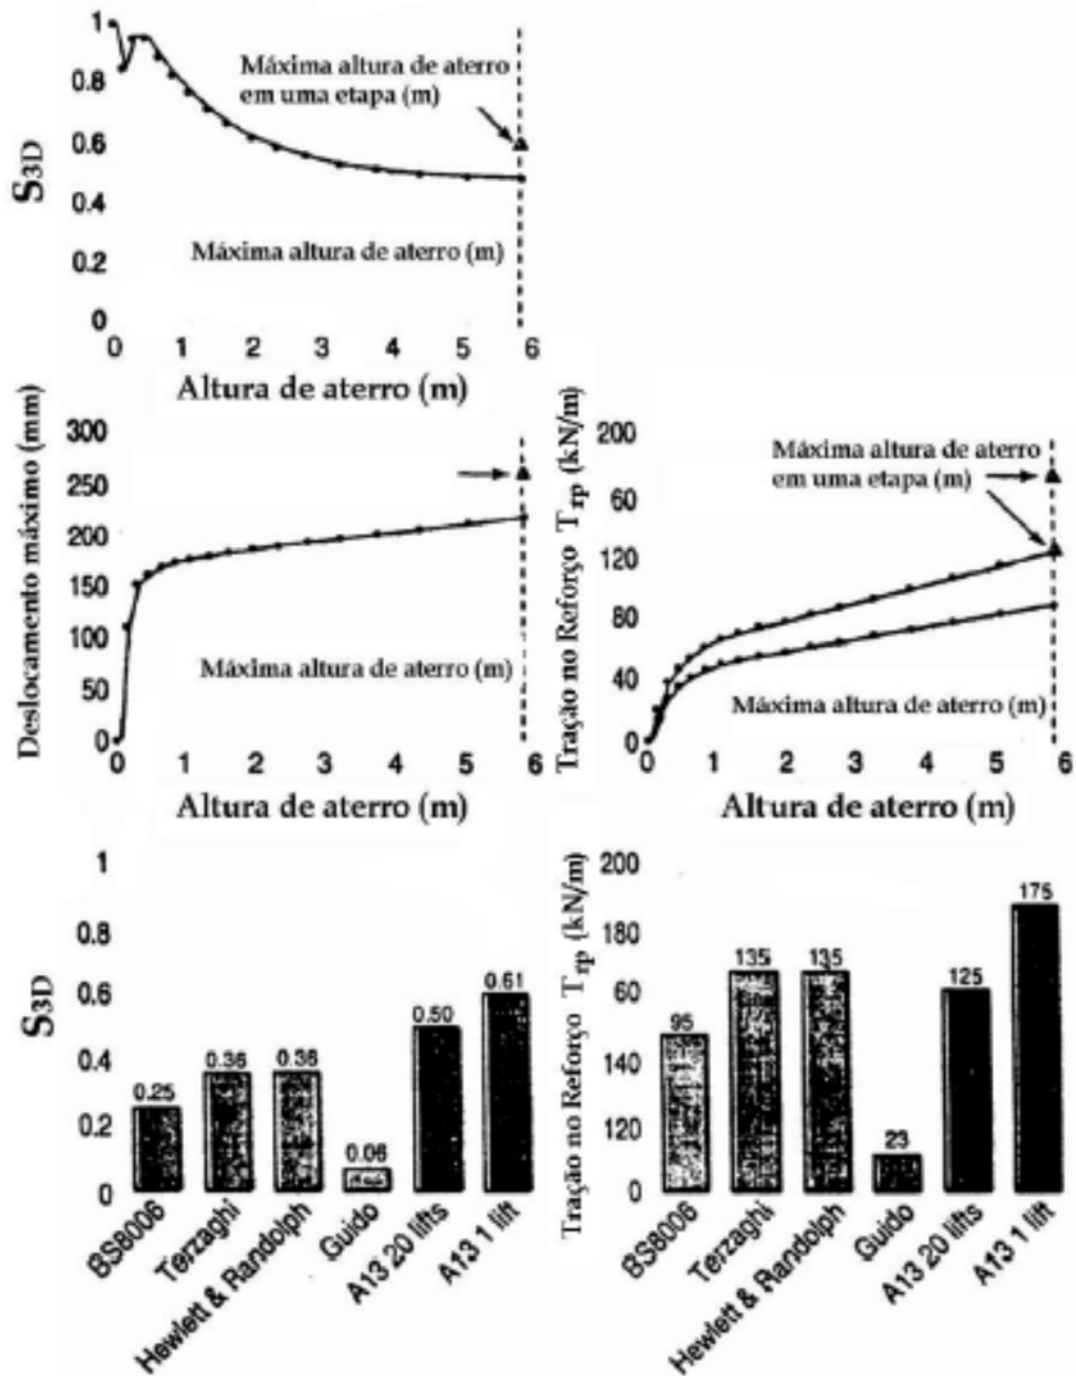 1
0.8
0.6
0.4
0.2
0
S3D
Máxima altura de aterro
em uma etapa (m)
Máxima altura de aterro (m)
0 1 2 3 4 5 6
Altura de aterro (m)
Deslocamento máximo (mm)
300
250
200
150
100
50
0
Máxima altura de aterro (m)
0 1 2 3 4 5 6
Altura de aterro (m)
Tração no Reforço Trp (kN/m)
200
60
120
80
40
0
Máxima altura de aterro
em uma etapa (m)
Máxima altura de aterro (m)
0 1 2 3 4 5 6
Altura de aterro (m)
S3D
1
0.8
0.6
0.4
0.2
0
0.25
0.36
0.36
0.06
0.50
0.61
BS8006
Terzaghi
Hewlett & Randolph
Guido
A13 20 lifts
A13 1 lift
Tração no Reforço Trp (kN/m)
200
180
60
140
120
0
95
135
135
23
125
175
BS8006
Terzaghi
Hewlett & Randolph
Guido
A13 20 lifts
A13 1 lift